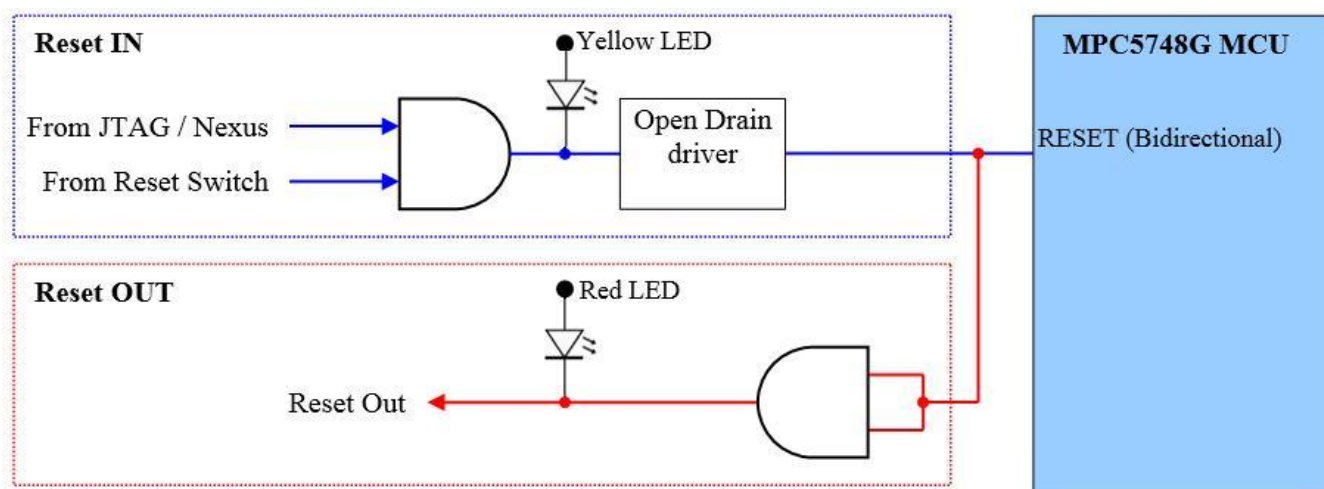 Reset IN
Yellow LED
MPC5748G MCU
From JTAG / Nexus
Open Drain
driver
RESET (Bidirectional)
From Reset Switch
Reset OUT
Red LED
Reset Out